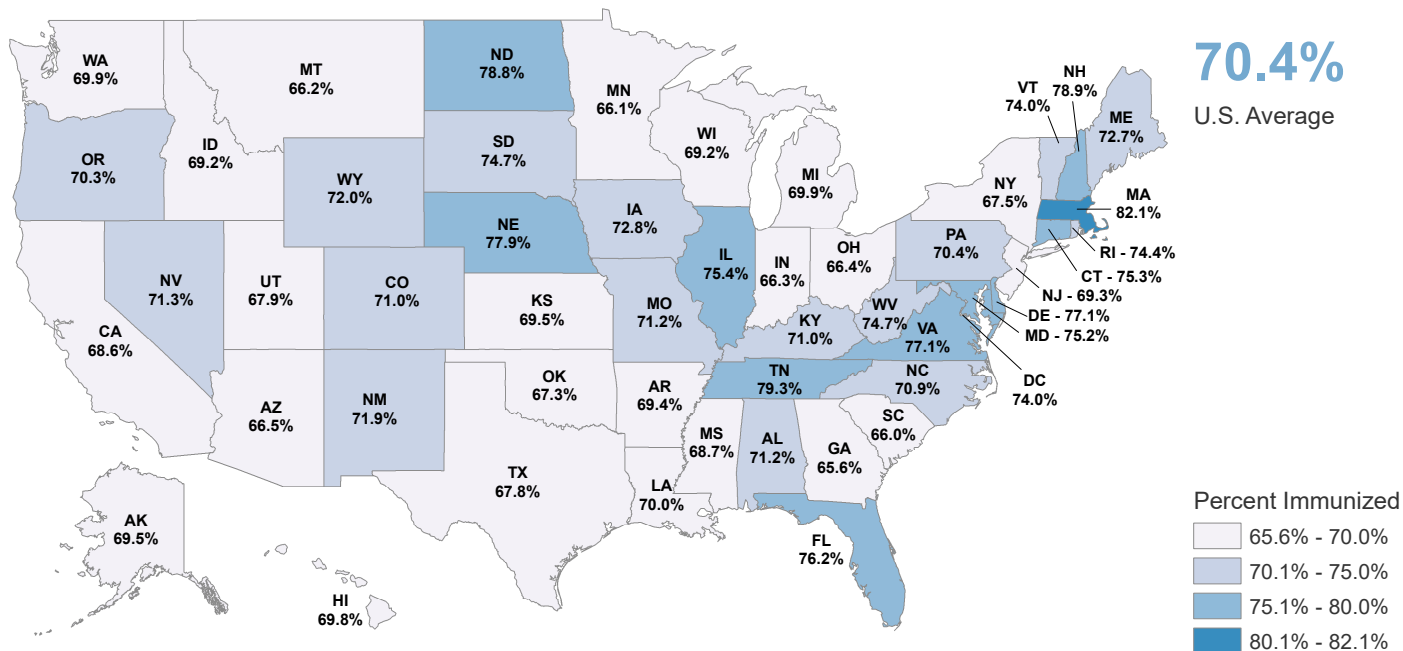 WA
69.9%
MT
66.2%
ND
78.8%
MN
66.1%
OR
70.3%
ID
69.2%
WY
72.0%
SD
74.7%
WI
69.2%
MI
69.9%
NY
67.5%
VT
74.0%
NH
78.9%
ME
72.7%
MA
82.1%
RI - 74.4%
CT - 75.3%
NJ - 69.3%
DE - 77.1%
MD - 75.2%
DC
74.0%
NV
71.3%
UT
67.9%
CO
71.0%
NE
77.9%
IA
72.8%
IL
75.4%
IN
66.3%
OH
66.4%
PA
70.4%
CA
68.6%
KS
69.5%
MO
71.2%
KY
71.0%
WV
74.7%
VA
77.1%
AZ
66.5%
NM
71.9%
OK
67.3%
AR
69.4%
TN
79.3%
NC
70.9%
SC
66.0%
TX
67.8%
LA
70.0%
MS
68.7%
AL
71.2%
GA
65.6%
FL
76.2%
AK
69.5%
HI
69.8%
70.4%
U.S. Average
Percent Immunized
65.6% - 70.0%
70.1% - 75.0%
75.1% - 80.0%
80.1% - 82.1%